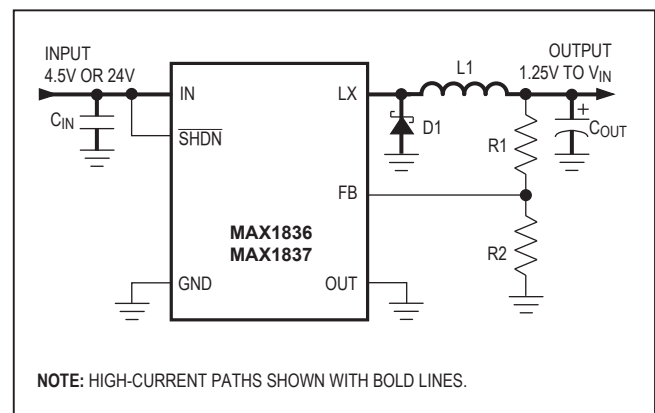 INPUT
4.5V OR 24V
OUTPUT
1.25V TO VIN
L1
IN
LX
CIN
SHDN
D1
+
COUT
R1
FB
MAX1836
MAX1837
R2
GND
OUT
NOTE: HIGH-CURRENT PATHS SHOWN WITH BOLD LINES.